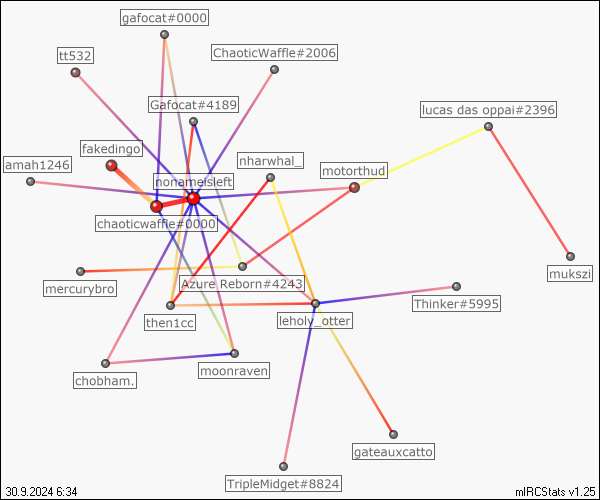 gafocat#0000
tt532
ChaoticWaffle#2006
Gafocat#4189
lucas das oppai#2396
fakedingo
nharwhal_
amah1246
motorthud
nonameisleft
chaoticwaffle#0000
mukszi
mercurybro
Azure Reborn#4243
Thinker#5995
then1cc
leholy_otter
moonraven
chobham.
gateauxcatto
TripleMidget#8824
30.9.2024 6:34
mIRCStats v1.25